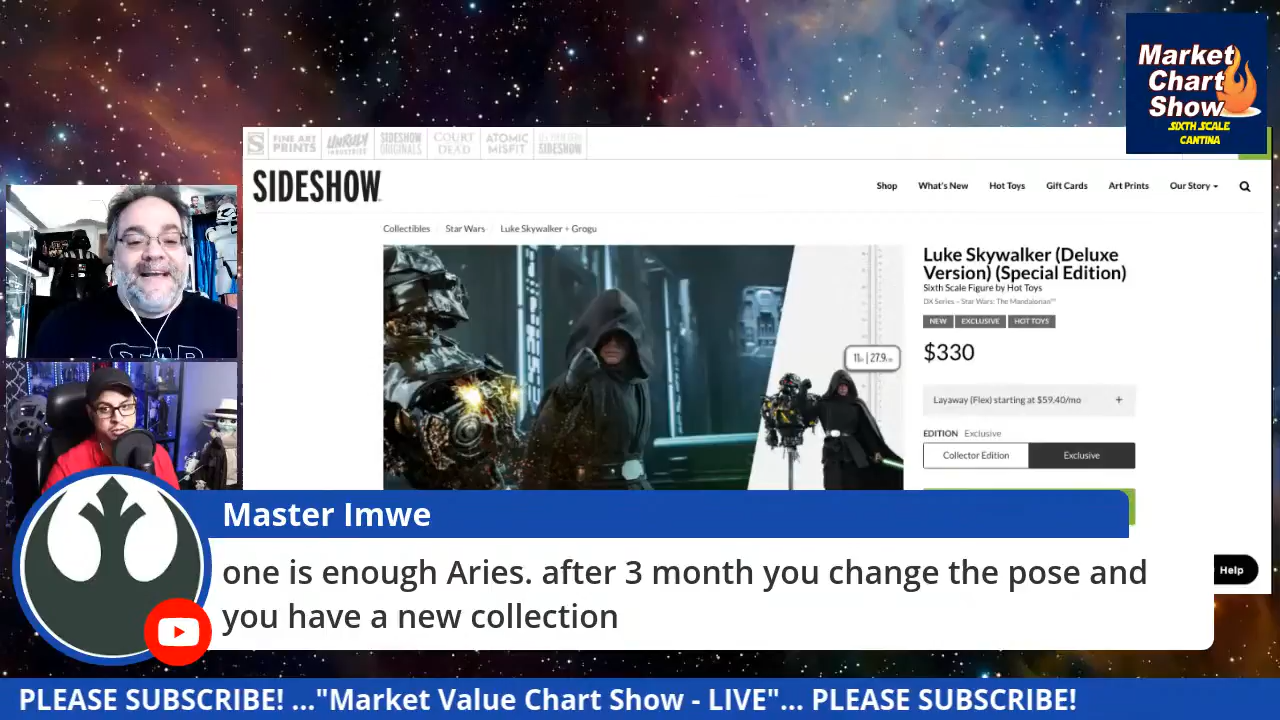 Market
Chart
Show
SIXTH SCALE
CANTINA
S
FINE ART
PRINTS
UNRULY
INDUSTRIES
SIDESHOW
ORIGINALS
COURT
OF THE
DEAD
ATOMIC
MISFIT
SIDESHOW
SIDESHOW
Shop
What's New
Hot Toys
Gift Cards
Art Prints
Our Story
Collectibles
Star Wars
Luke Skywalker + Grogu
Luke Skywalker (Deluxe
Version) (Special Edition)
Sixth Scale Figure by Hot Toys
DX Series - Star Wars: The Mandalorian™
NEW
EXCLUSIVE
HOT TOYS
$330
Layaway (Flex) starting at $59.40/mo +
EDITION Exclusive
Collector Edition
Exclusive
STAR
Master Imwe
one is enough Aries. after 3 month you change the pose and
you have a new collection
Help
PLEASE SUBSCRIBE! ..."Market Value Chart Show - LIVE"... PLEASE SUBSCRIBE!